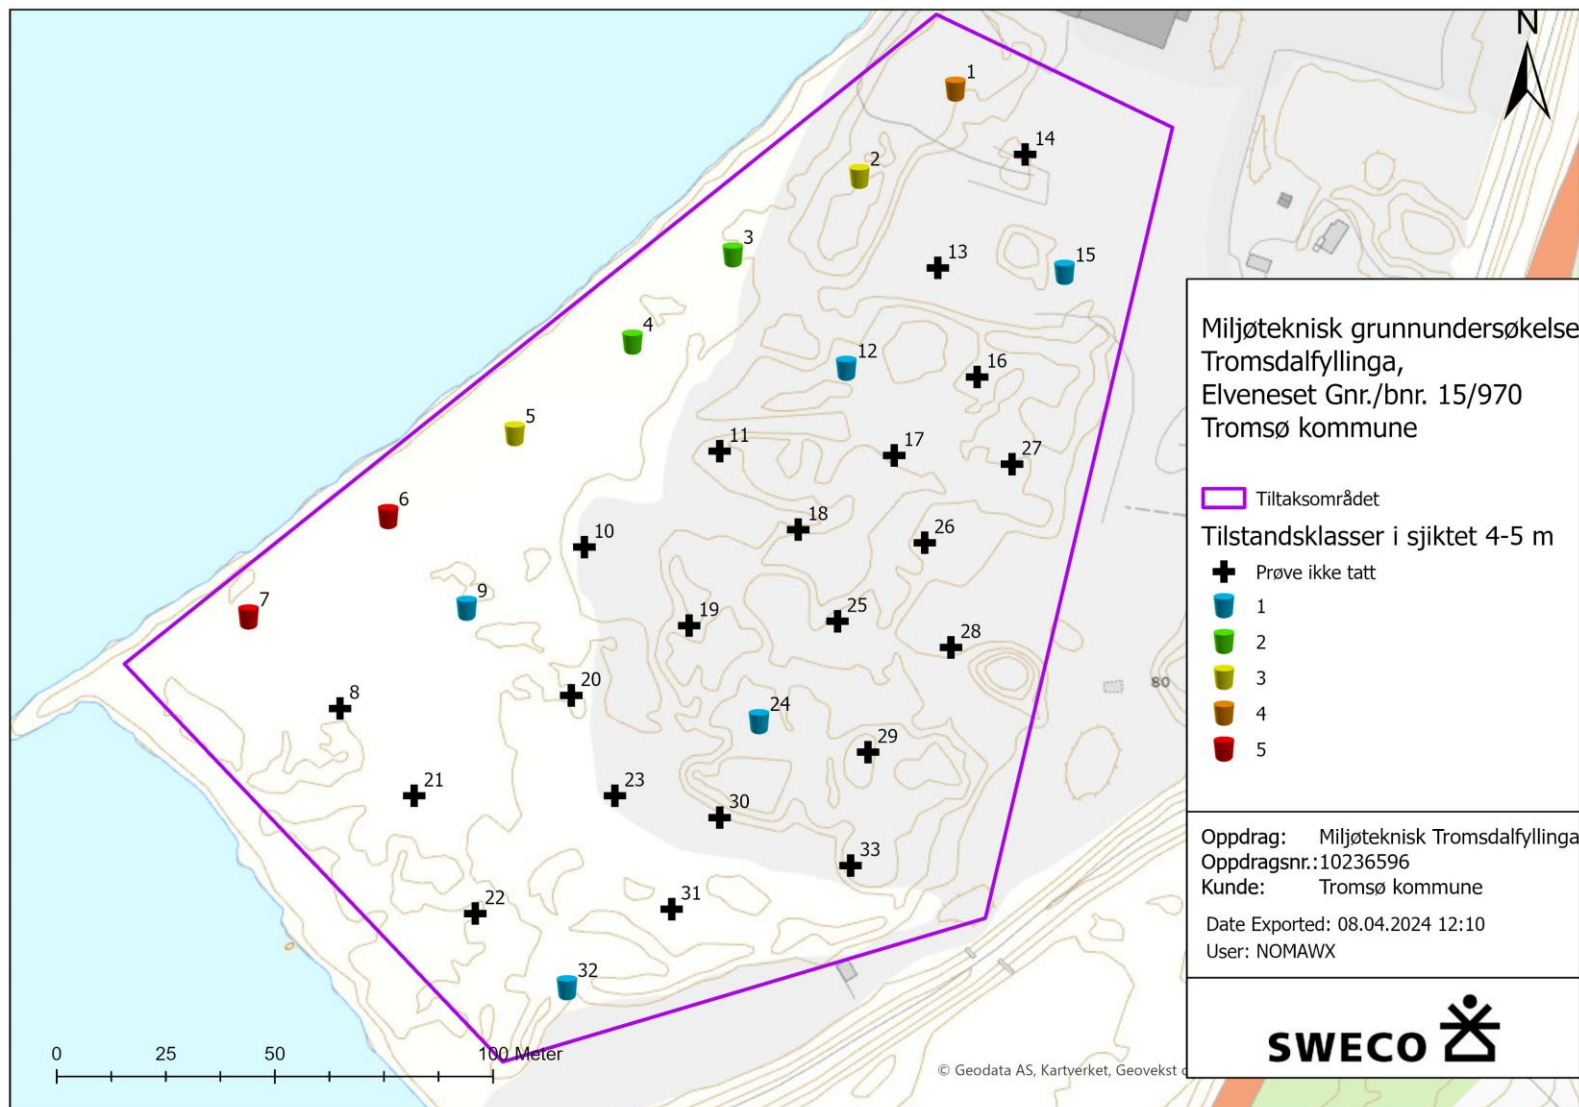 N
1
14
2
3
13
15
4
12
16
5
11
17
27
6
18
10
26
7
9
19
25
28
8
20
24
80
29
21
23
30
33
22
31
32
0
25
50
100 Meter
© Geodata AS, Kartverket, Geovekst o
Miljøteknisk grunnundersøkelse
Tromsdalfyllinga,
Elveneset Gnr./bnr. 15/970
Tromsø kommune
Tiltaksområdet
Tilstandsklasser i sjiktet 4-5 m
Prøve ikke tatt
1
2
3
4
5
Oppdrag: Miljøteknisk Tromsdalfyllinga
Oppdragsnr.:10236596
Kunde: Tromsø kommune
Date Exported: 08.04.2024 12:10
User: NOMAWX
SWECO